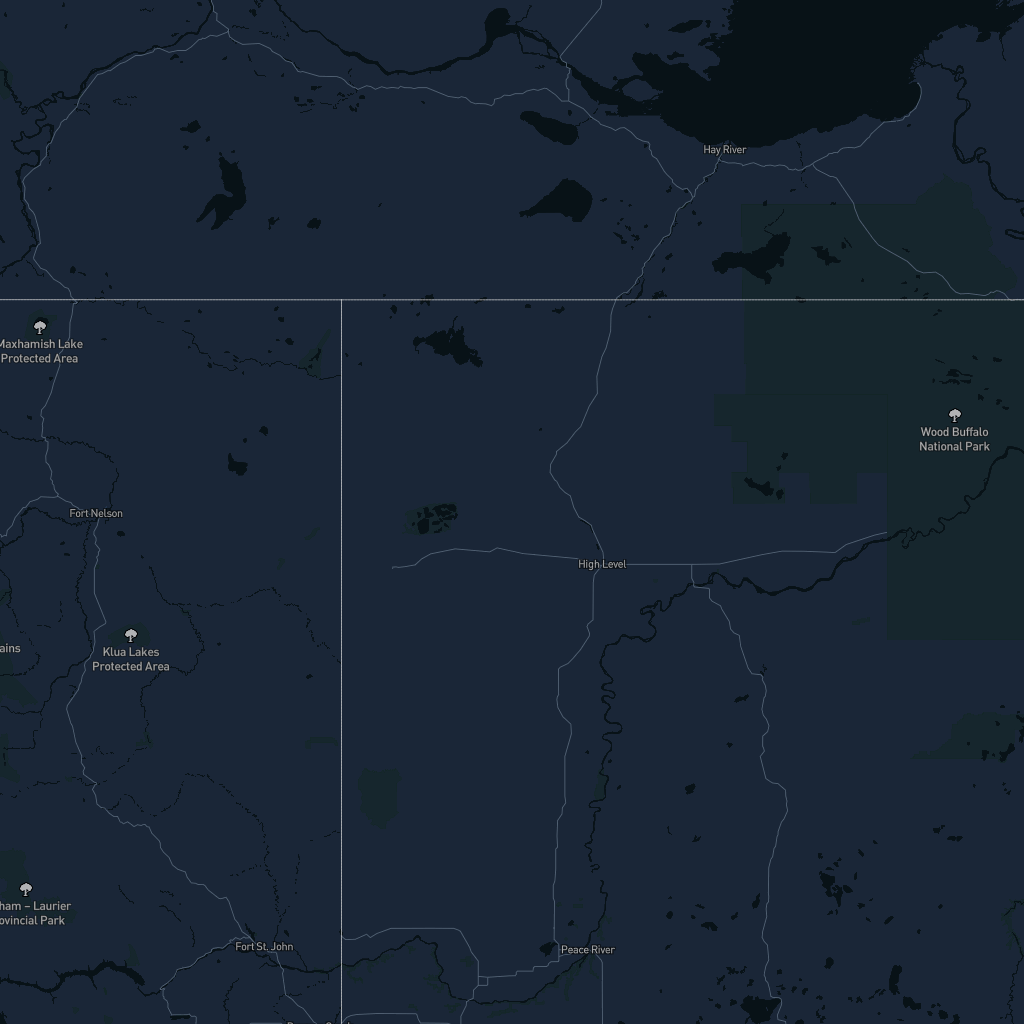 Hay River
Maxhamish Lake
Protected Area
Wood Buffalo
National Park
Fort Nelson
High Level
ains
Klua Lakes
Protected Area
ham – Laurier
ovincial Park
Fort St. John
Peace River